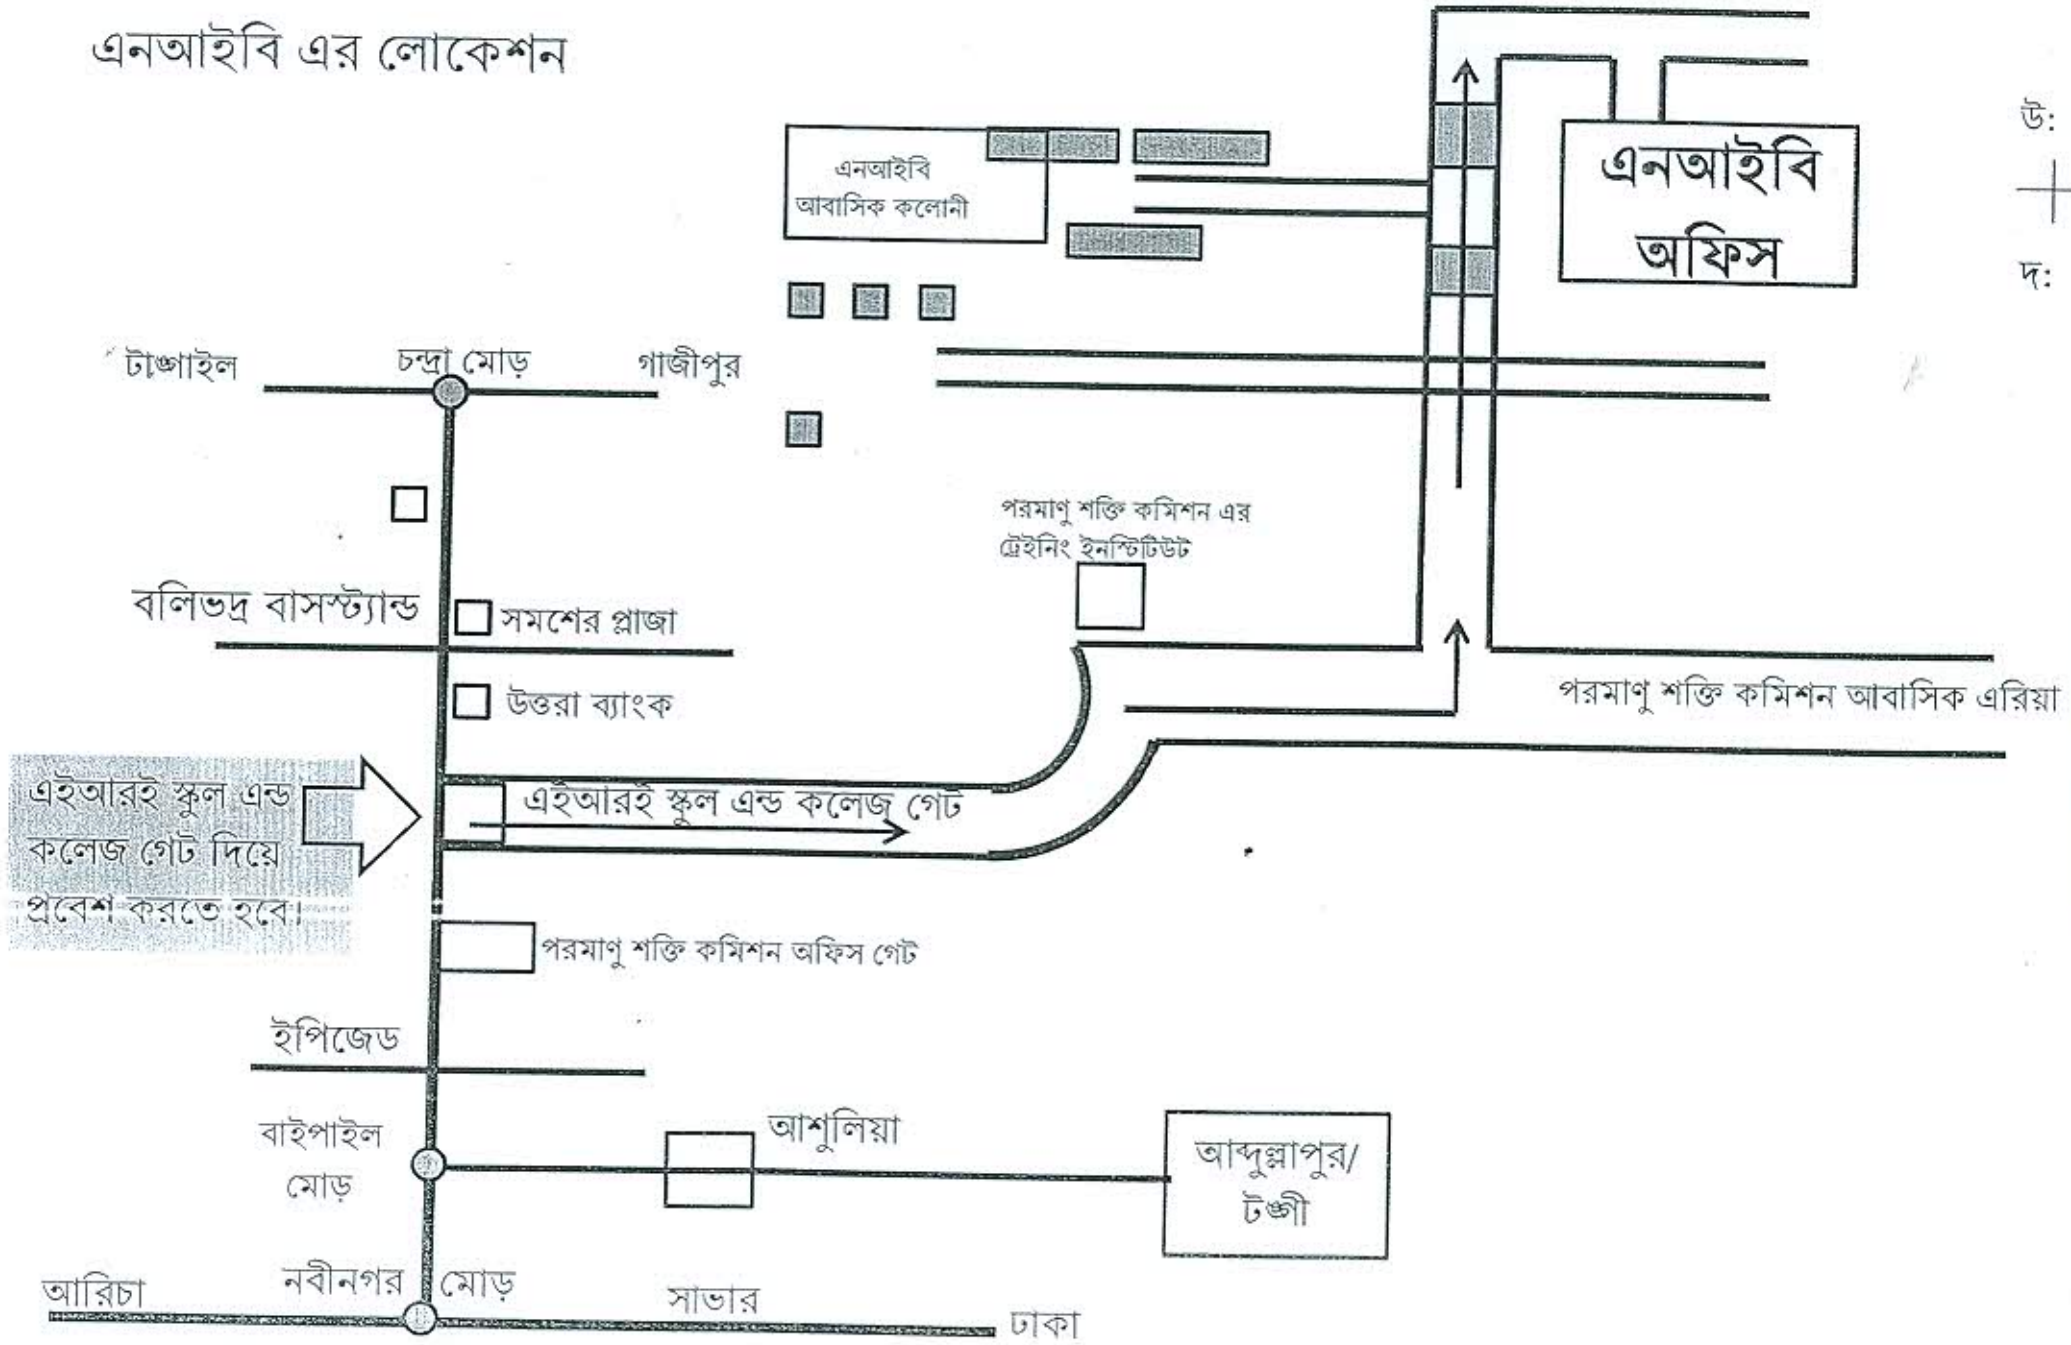 এনআইবি এর লোকেশন
উ:
এনআইবি
আবাসিক কলোনী
এনআইবি
অফিস
দ:
টাঙ্গাইল
চন্দ্রা মোড়
গাজীপুর
পরমাণু শক্তি কমিশন এর
ট্রেইনিং ইনস্টিটিউট
বলিভদ্র বাসস্ট্যান্ড
সমশের প্লাজা
উত্তরা ব্যাংক
পরমাণু শক্তি কমিশন আবাসিক এরিয়া
এইআরই স্কুল এন্ড
কলেজ গেট দিয়ে
প্রবেশ করতে হবে।
এইআরই স্কুল এন্ড কলেজ গেট
পরমাণু শক্তি কমিশন অফিস গেট
ইপিজেড
বাইপাইল
মোড়
আশুলিয়া
আব্দুল্লাপুর/
টঙ্গী
আরিচা
নবীনগর মোড়
সাভার
ঢাকা